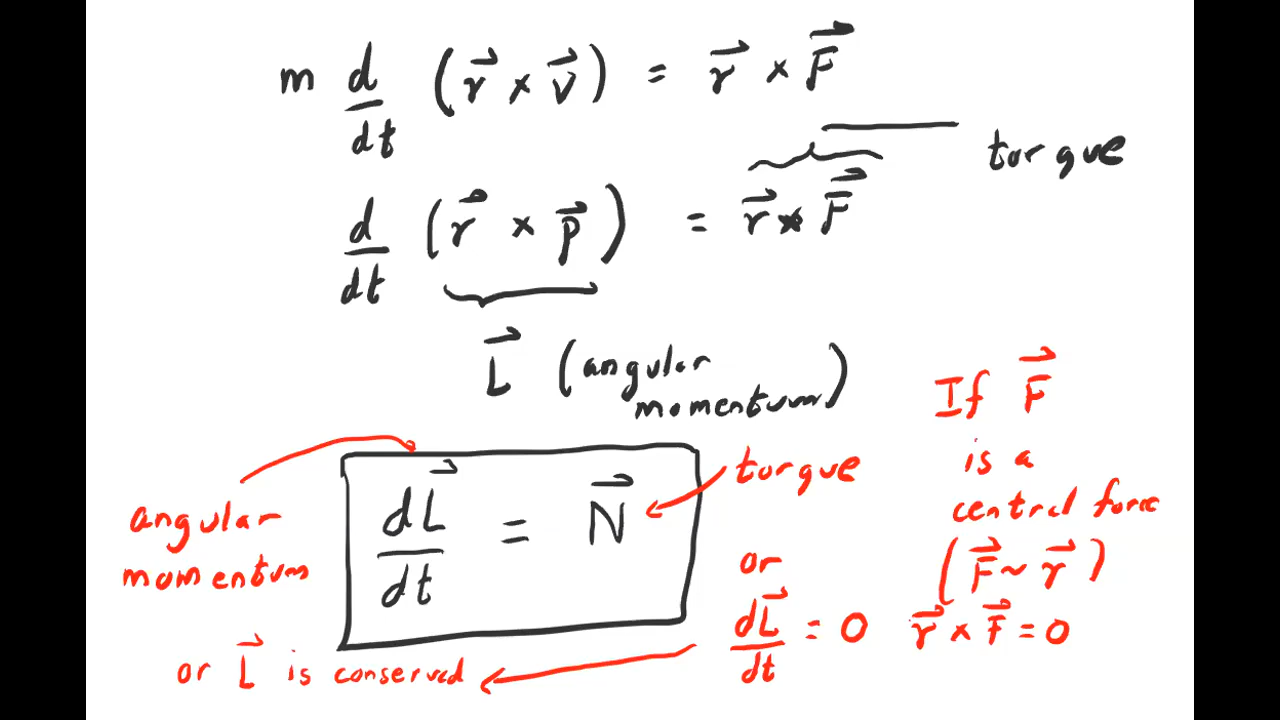 m d/dt (r⃗ × v⃗) = r⃗ × F⃗
torque
d/dt (r⃗ × p⃗) = r⃗ × F⃗
L⃗ (angular
momentum)
dL⃗/dt = N⃗
angular
momentum
torque
If F⃗
is a
central force
(F⃗ ~ r⃗)
r⃗ × F⃗ = 0
or
dL⃗/dt = 0
or L⃗ is conserved